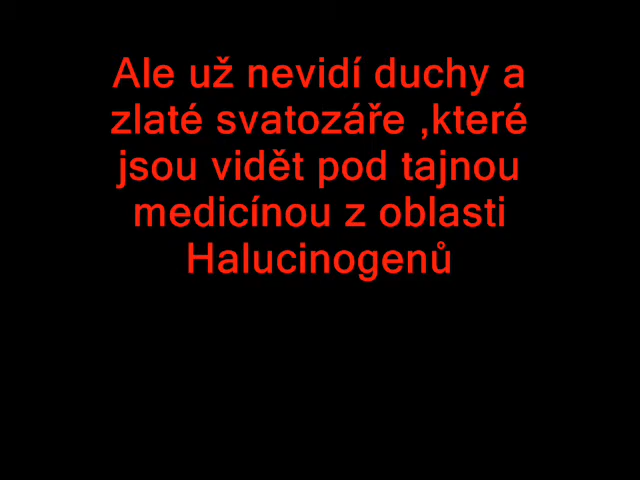 Ale už nevidí duchy a
zlaté svatozáře ,které
jsou vidět pod tajnou
medicínou z oblasti
Halucinogenů